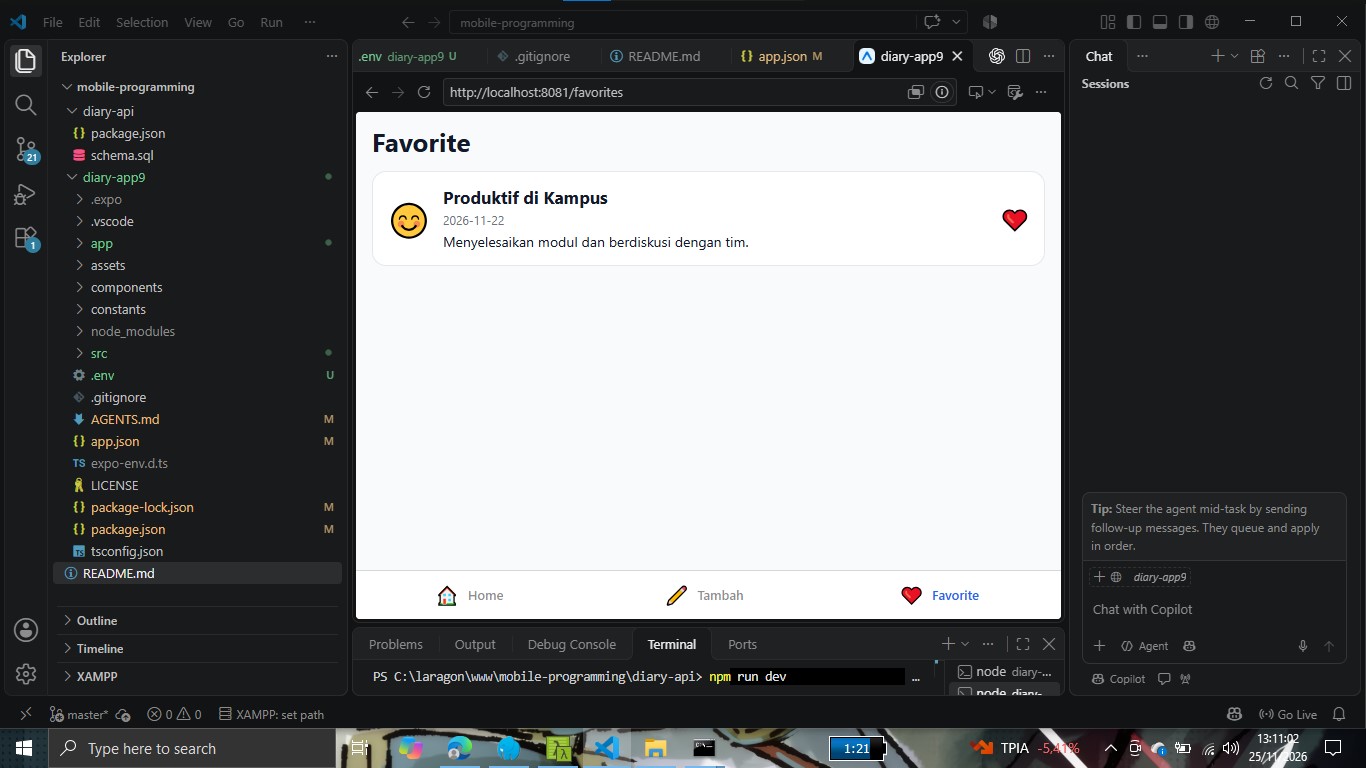 File Edit Selection View Go Run ···
mobile-programming
Explorer ···
mobile-programming
diary-api
{} package.json
schema.sql
diary-app9
.expo
.vscode
app
assets
components
constants
node_modules
src
.env U
.gitignore
AGENTS.md M
{} app.json M
TS expo-env.d.ts
LICENSE
{} package-lock.json M
{} package.json M
TS tsconfig.json
README.md
Outline
Timeline
XAMPP
21
1
.env diary-app9 U
.gitignore
README.md
{} app.json M
diary-app9
···
http://localhost:8081/favorites
···
Favorite
Produktif di Kampus
2026-11-22
Menyelesaikan modul dan berdiskusi dengan tim.
Home
Tambah
Favorite
Problems Output Debug Console Terminal Ports
···
PS C:\laragon\www\mobile-programming\diary-api> npm run dev ...
node diary-...
node diary-
Chat ···
···
Sessions
Tip: Steer the agent mid-task by sending
follow-up messages. They queue and apply
in order.
diary-app9
Chat with Copilot
Agent
Copilot
master*
0 0
XAMPP: set path
Go Live
Type here to search
1:21
TPIA -5,41%
13:11:02
25/11/2026